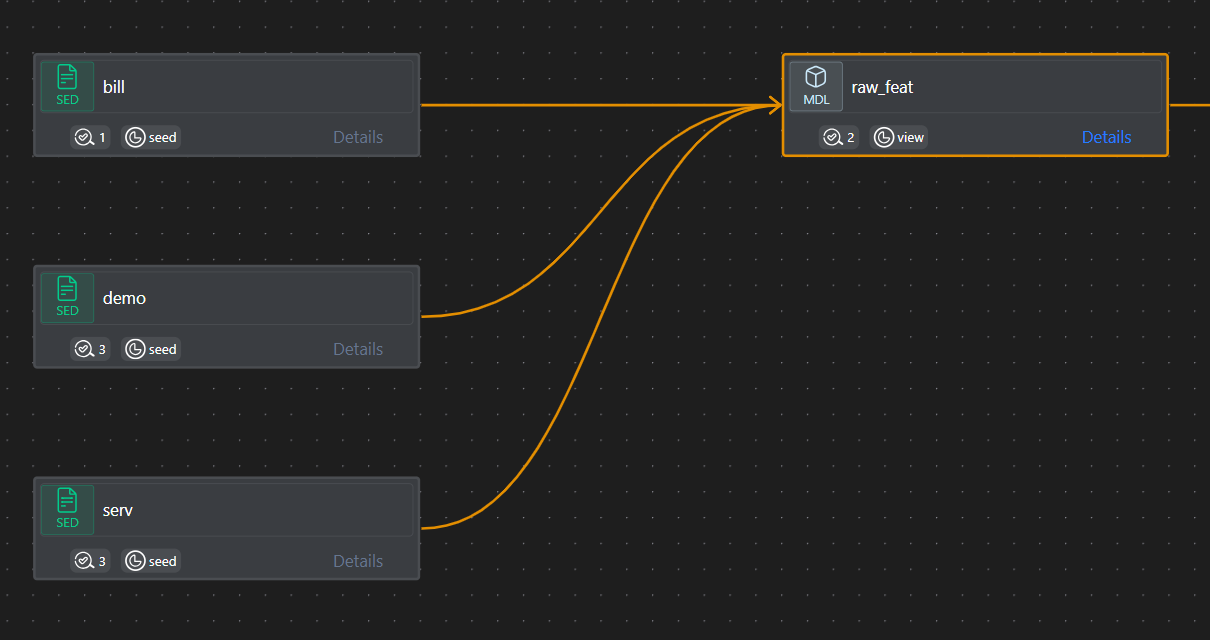 bill
SED
1 seed Details
raw_feat
MDL
2 view Details
demo
SED
3 seed Details
serv
SED
3 seed Details